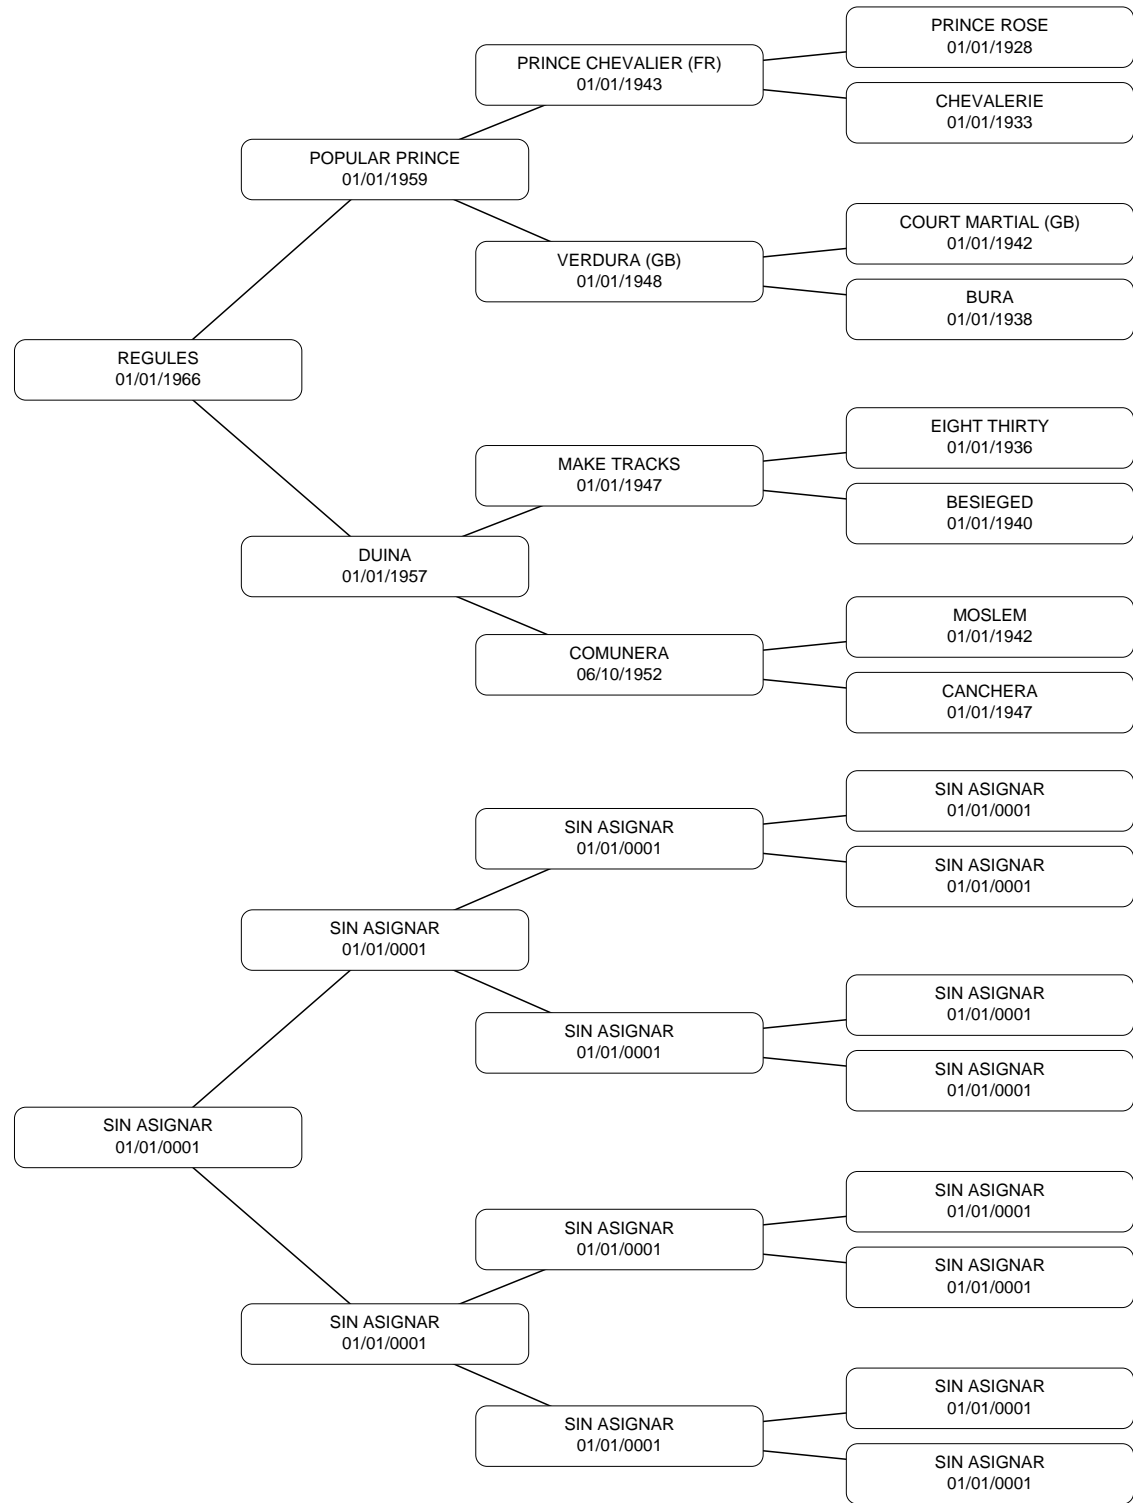 PRINCE ROSE
01/01/1928
PRINCE CHEVALIER (FR)
01/01/1943
CHEVALERIE
01/01/1933
POPULAR PRINCE
01/01/1959
COURT MARTIAL (GB)
01/01/1942
VERDURA (GB)
01/01/1948
BURA
01/01/1938
REGULES
01/01/1966
EIGHT THIRTY
01/01/1936
MAKE TRACKS
01/01/1947
BESIEGED
01/01/1940
DUINA
01/01/1957
MOSLEM
01/01/1942
COMUNERA
06/10/1952
CANCHERA
01/01/1947
SIN ASIGNAR
01/01/0001
SIN ASIGNAR
01/01/0001
SIN ASIGNAR
01/01/0001
SIN ASIGNAR
01/01/0001
SIN ASIGNAR
01/01/0001
SIN ASIGNAR
01/01/0001
SIN ASIGNAR
01/01/0001
SIN ASIGNAR
01/01/0001
SIN ASIGNAR
01/01/0001
SIN ASIGNAR
01/01/0001
SIN ASIGNAR
01/01/0001
SIN ASIGNAR
01/01/0001
SIN ASIGNAR
01/01/0001
SIN ASIGNAR
01/01/0001
SIN ASIGNAR
01/01/0001